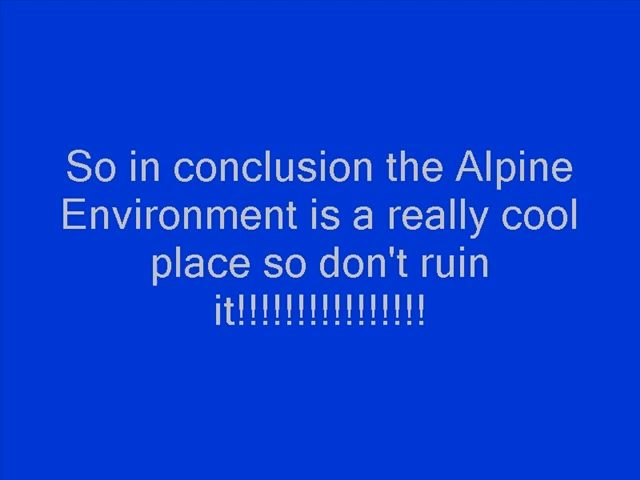 So in conclusion the Alpine
Environment is a really cool
place so don't ruin
it!!!!!!!!!!!!!!!!